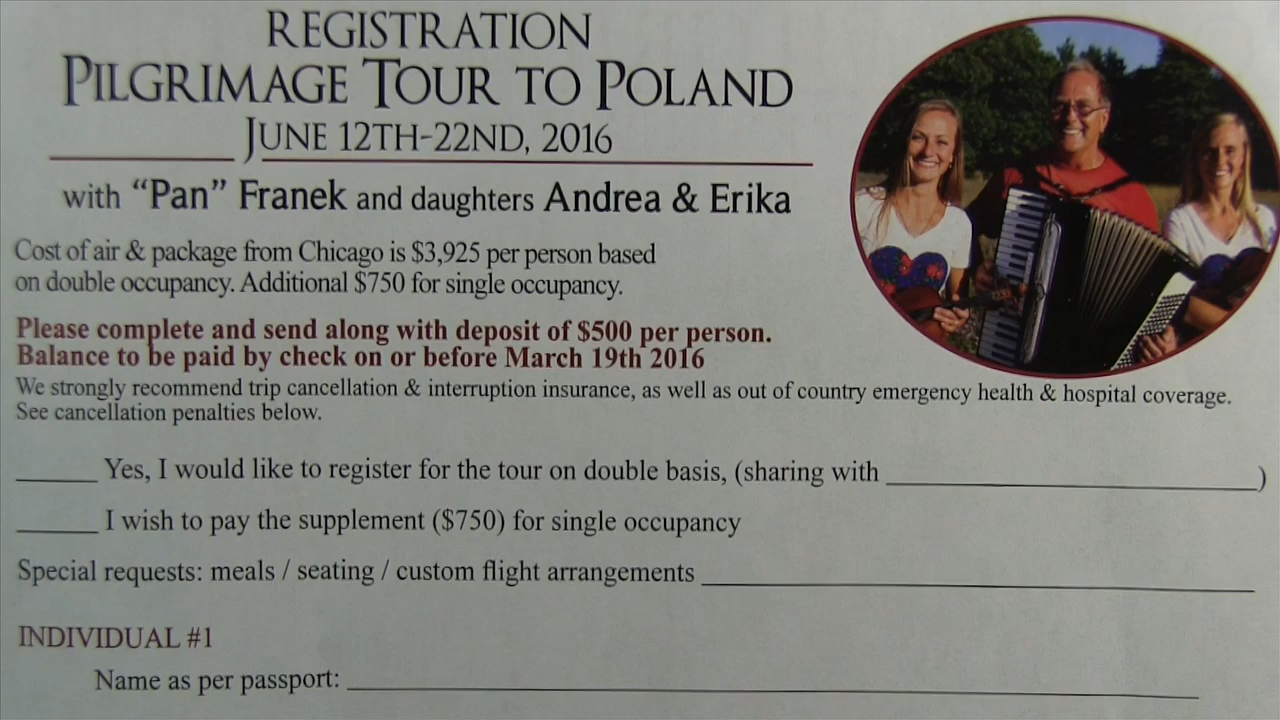 REGISTRATION
PILGRIMAGE TOUR TO POLAND
JUNE 12TH-22ND, 2016
with “Pan” Franek and daughters Andrea & Erika
Cost of air & package from Chicago is $3,925 per person based
on double occupancy. Additional $750 for single occupancy.
Please complete and send along with deposit of $500 per person.
Balance to be paid by check on or before March 19th 2016
We strongly recommend trip cancellation & interruption insurance, as well as out of country emergency health & hospital coverage.
See cancellation penalties below.
______ Yes, I would like to register for the tour on double basis, (sharing with ____________________________)
______ I wish to pay the supplement ($750) for single occupancy
Special requests: meals / seating / custom flight arrangements ________________________________________
INDIVIDUAL #1
Name as per passport: ____________________________________________________________